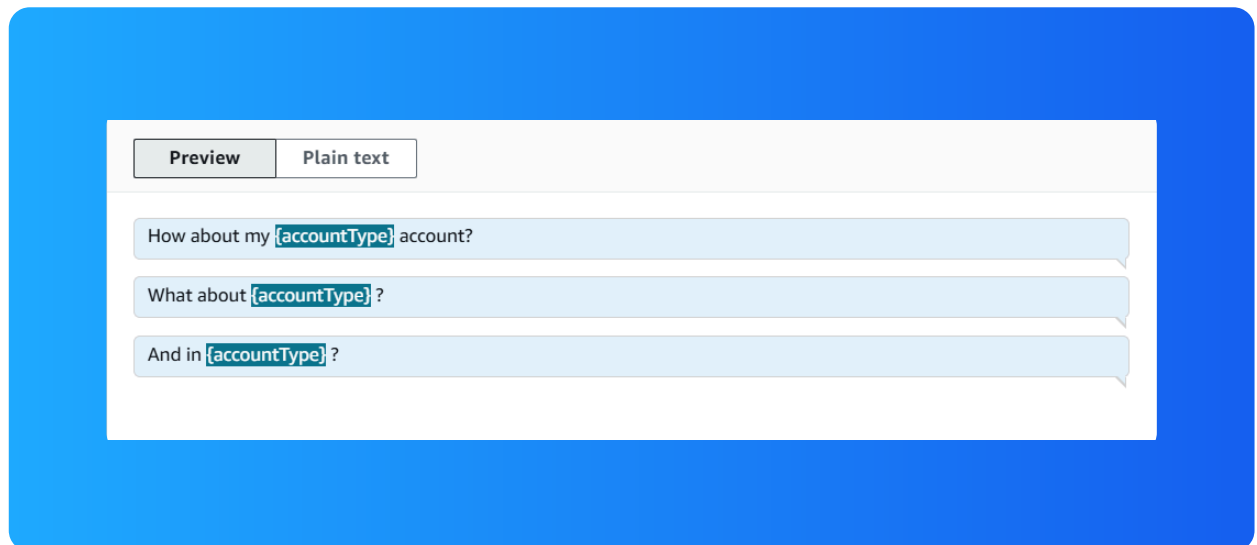 Preview
Plain text
How about my {accountType} account?
What about {accountType} ?
And in {accountType} ?